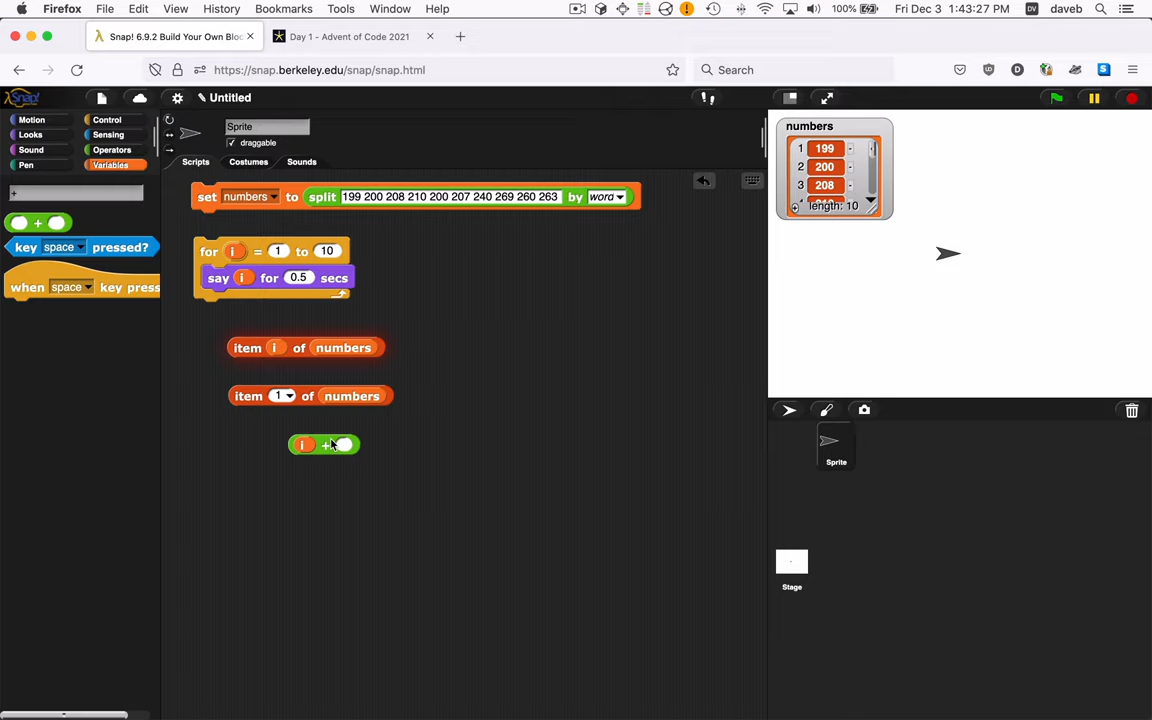 Firefox File Edit View History Bookmarks Tools Window Help 100% Fri Dec 3 1:43:27 PM DV daveb
Snap! 6.9.2 Build Your Own Blo Day 1 - Advent of Code 2021
https://snap.berkeley.edu/snap/snap.html Search
Snap! Untitled
Motion Control
Looks Sensing
Sound Operators
Pen Variables
+
+
key space pressed?
when space key press
Sprite
draggable
Scripts Costumes Sounds
set numbers to split 199 200 208 210 200 207 240 269 260 263 by word
for i = 1 to 10
say i for 0.5 secs
item i of numbers
item 1 of numbers
i +
numbers
1 199
2 200
3 208
length: 10
Sprite
Stage